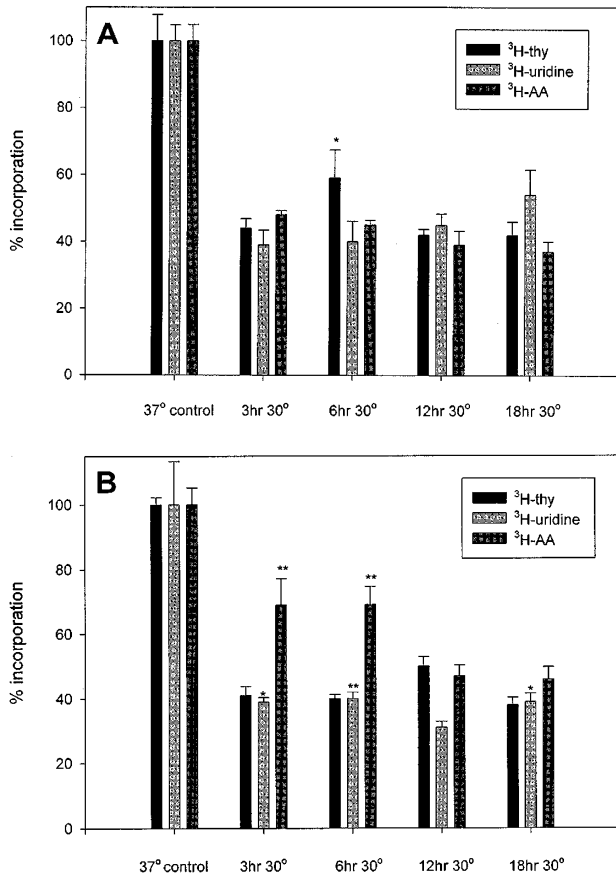 A
% incorporation
100
80
60
40
20
0
³H-thy
³H-uridine
³H-AA
*
37° control 3hr 30° 6hr 30° 12hr 30° 18hr 30°
B
% incorporation
100
80
60
40
20
0
³H-thy
³H-uridine
³H-AA
* ** ** ** *
37° control 3hr 30° 6hr 30° 12hr 30° 18hr 30°